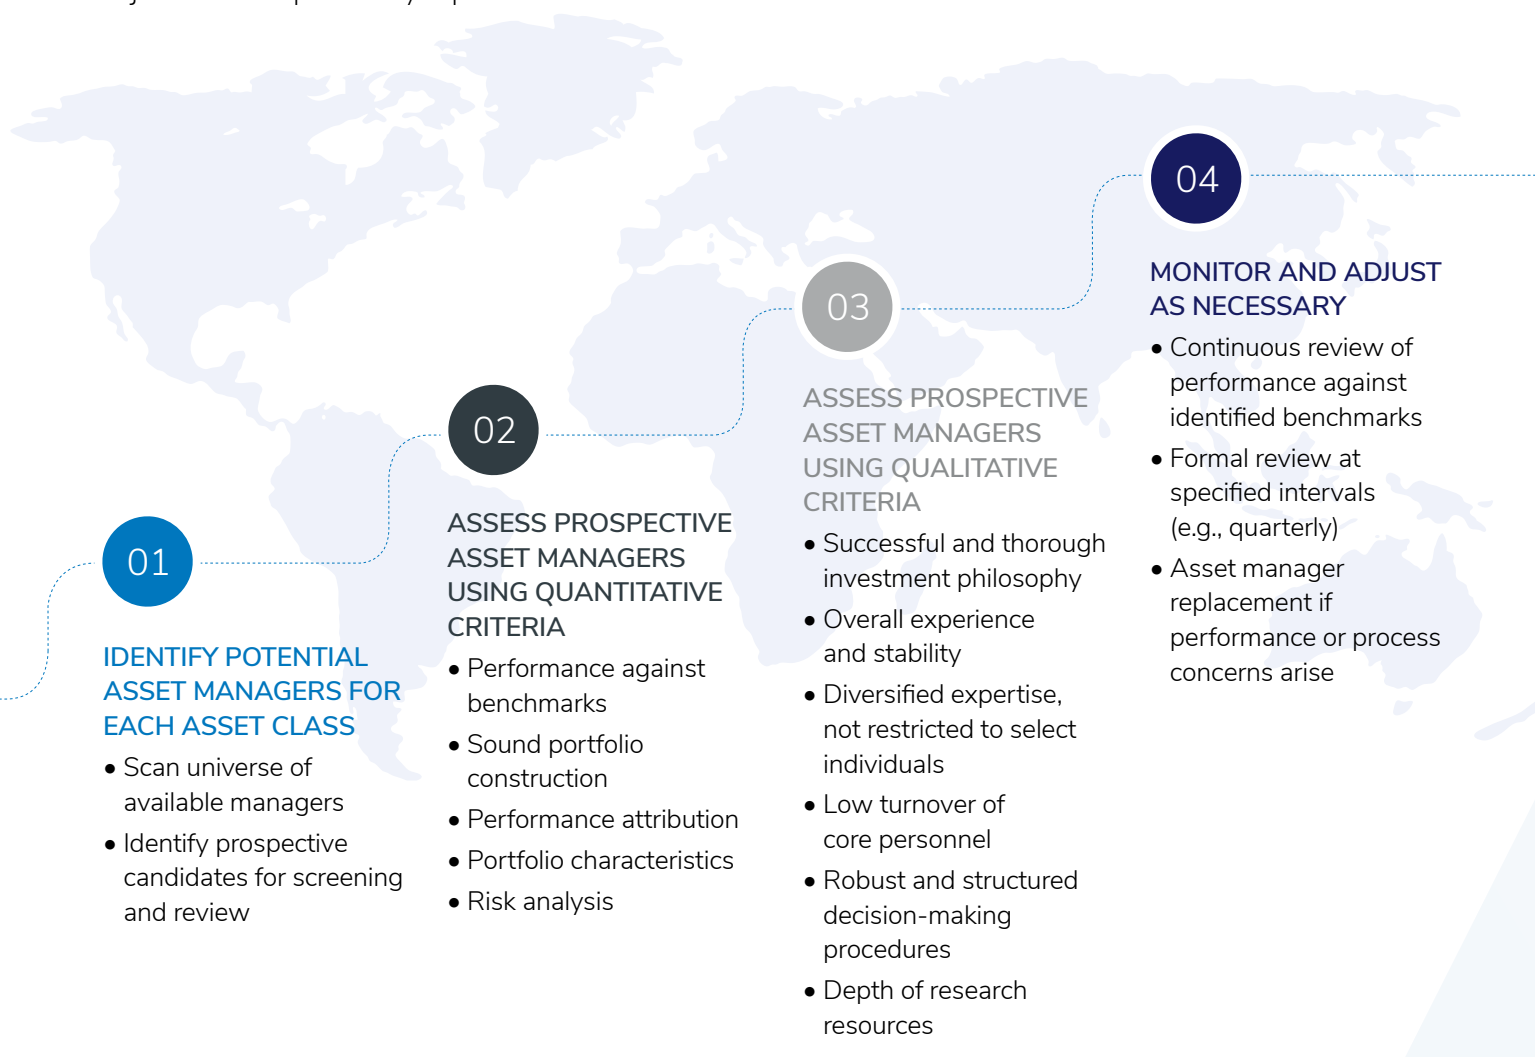 01
IDENTIFY POTENTIAL
ASSET MANAGERS FOR
EACH ASSET CLASS
• Scan universe of
available managers
• Identify prospective
candidates for screening
and review
02
ASSESS PROSPECTIVE
ASSET MANAGERS
USING QUANTITATIVE
CRITERIA
• Performance against
benchmarks
• Sound portfolio
construction
• Performance attribution
• Portfolio characteristics
• Risk analysis
03
ASSESS PROSPECTIVE
ASSET MANAGERS
USING QUALITATIVE
CRITERIA
• Successful and thorough
investment philosophy
• Overall experience
and stability
• Diversified expertise,
not restricted to select
individuals
• Low turnover of
core personnel
• Robust and structured
decision-making
procedures
• Depth of research
resources
04
MONITOR AND ADJUST
AS NECESSARY
• Continuous review of
performance against
identified benchmarks
• Formal review at
specified intervals
(e.g., quarterly)
• Asset manager
replacement if
performance or process
concerns arise